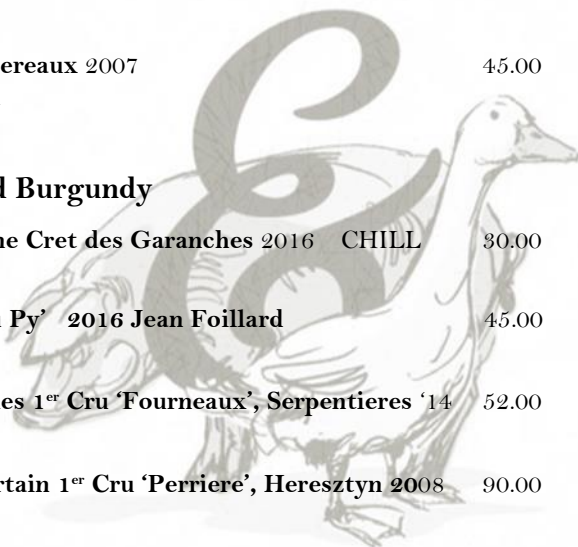 ereaux 2007 45.00
d Burgundy
ne Cret des Garanches 2016 CHILL 30.00
Py’ 2016 Jean Foillard 45.00
es 1er Cru ‘Fourneaux’, Serpentieres ‘14 52.00
rtain 1er Cru ‘Perriere’, Heresztyn 2008 90.00
&